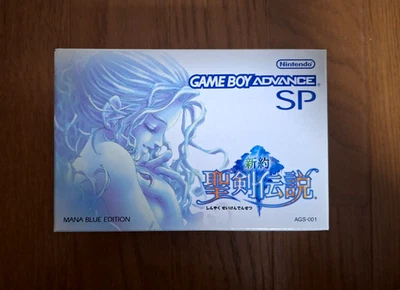 Nintendo
GAME BOY ADVANCE
SP
新約
聖剣伝説
しんやく せいけんでんせつ
MANA BLUE EDITION
AGS-001